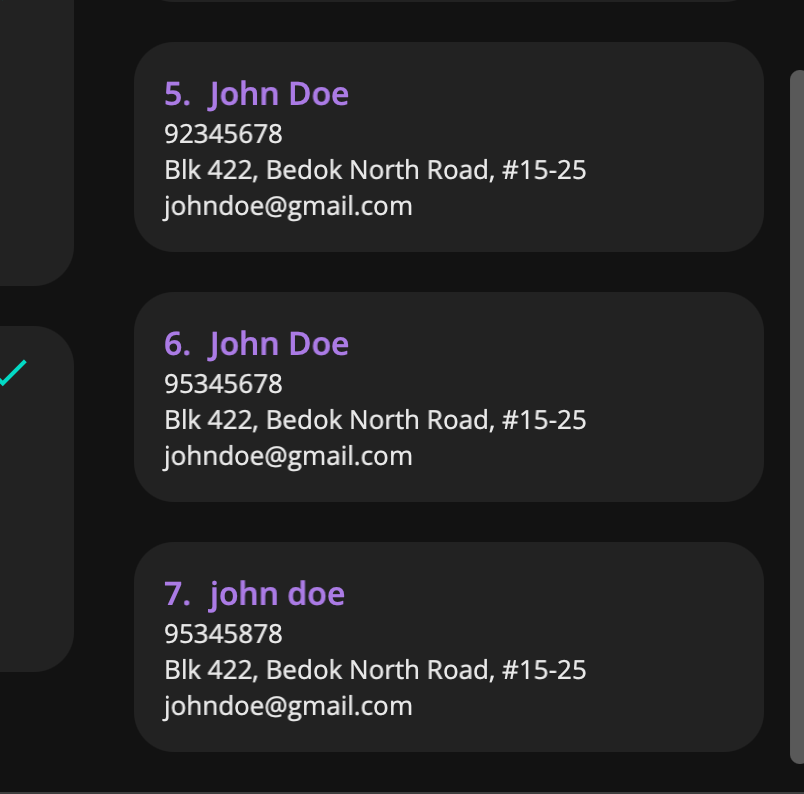 5. John Doe
92345678
Blk 422, Bedok North Road, #15-25
johndoe@gmail.com
6. John Doe
95345678
Blk 422, Bedok North Road, #15-25
johndoe@gmail.com
7. john doe
95345878
Blk 422, Bedok North Road, #15-25
johndoe@gmail.com